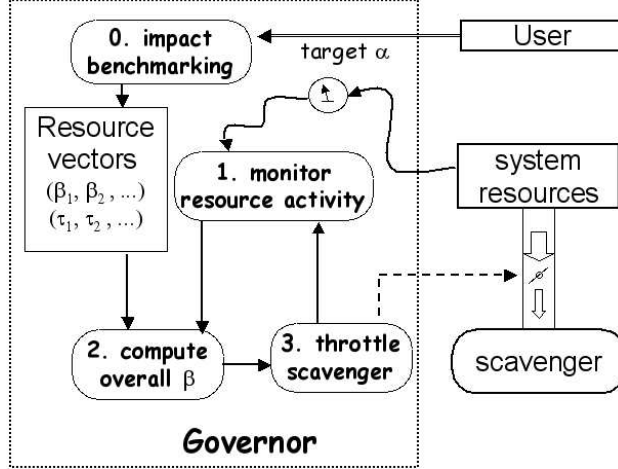 0. impact
benchmarking
target α
User
Resource
vectors
(β₁, β₂ , ...)
(τ₁, τ₂ , ...)
1. monitor
resource activity
system
resources
2. compute
overall β
3. throttle
scavenger
scavenger
Governor